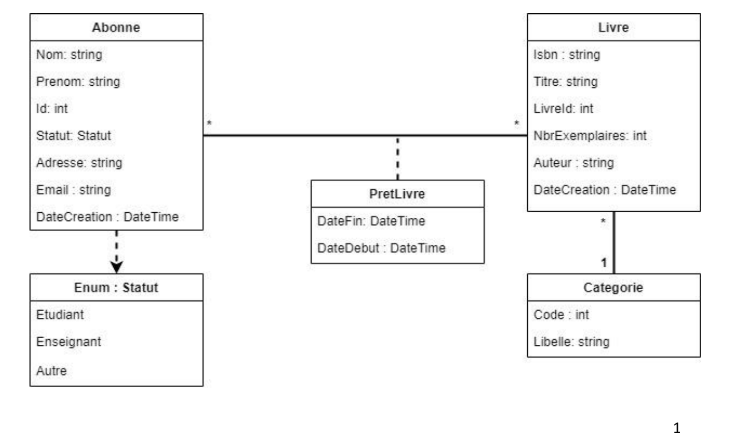 Abonne
Nom: string
Prenom: string
Id: int
Statut: Statut
Adresse: string
Email : string
DateCreation : DateTime
*
*
Livre
Isbn : string
Titre: string
LivreId: int
NbrExemplaires: int
Auteur : string
DateCreation : DateTime
PretLivre
DateFin: DateTime
DateDebut : DateTime
*
1
Enum : Statut
Etudiant
Enseignant
Autre
Categorie
Code : int
Libelle: string
1